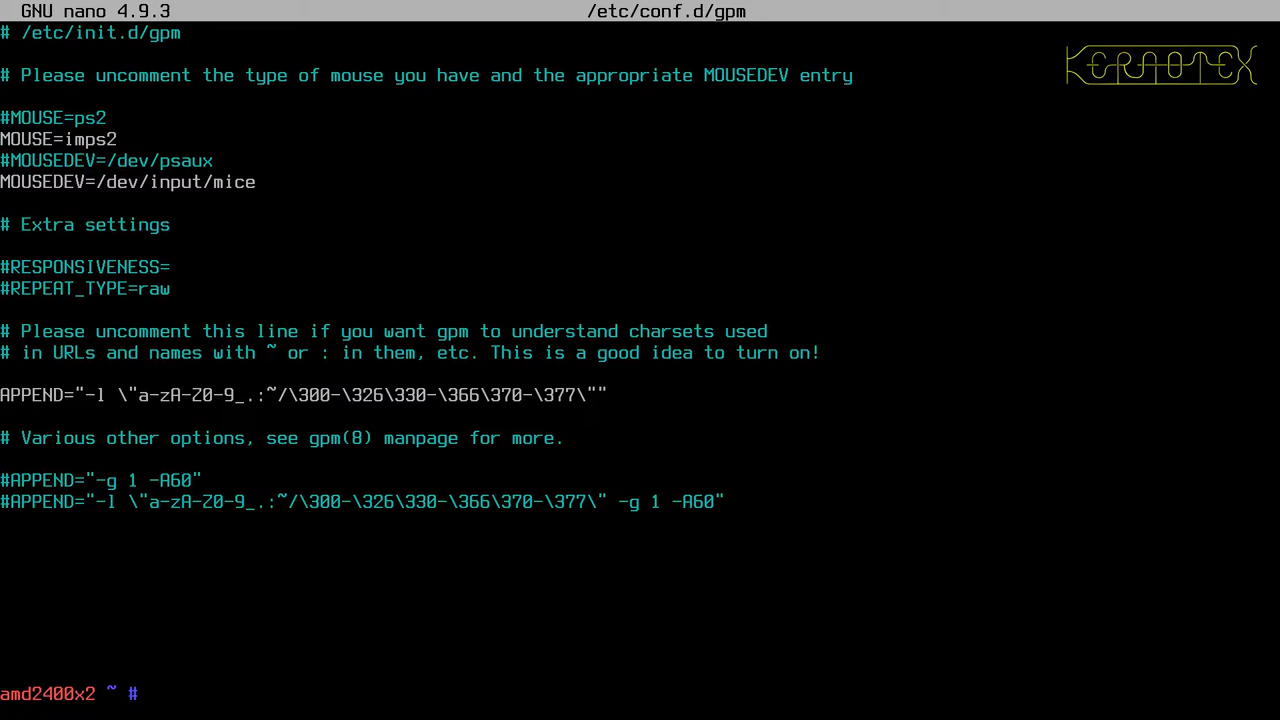 GNU nano 4.9.3 /etc/conf.d/gpm
# /etc/init.d/gpm
# Please uncomment the type of mouse you have and the appropriate MOUSEDEV entry
KERAOTEX
#MOUSE=ps2
MOUSE=imps2
#MOUSEDEV=/dev/psaux
MOUSEDEV=/dev/input/mice
# Extra settings
#RESPONSIVENESS=
#REPEAT_TYPE=raw
# Please uncomment this line if you want gpm to understand charsets used
# in URLs and names with ~ or : in them, etc. This is a good idea to turn on!
APPEND="-l \"a-zA-Z0-9_.:~/\300-\326\330-\366\370-\377\""
# Various other options, see gpm(8) manpage for more.
#APPEND="-g 1 -A60"
#APPEND="-l \"a-zA-Z0-9_.:~/\300-\326\330-\366\370-\377\" -g 1 -A60"
amd2400x2 ~ #